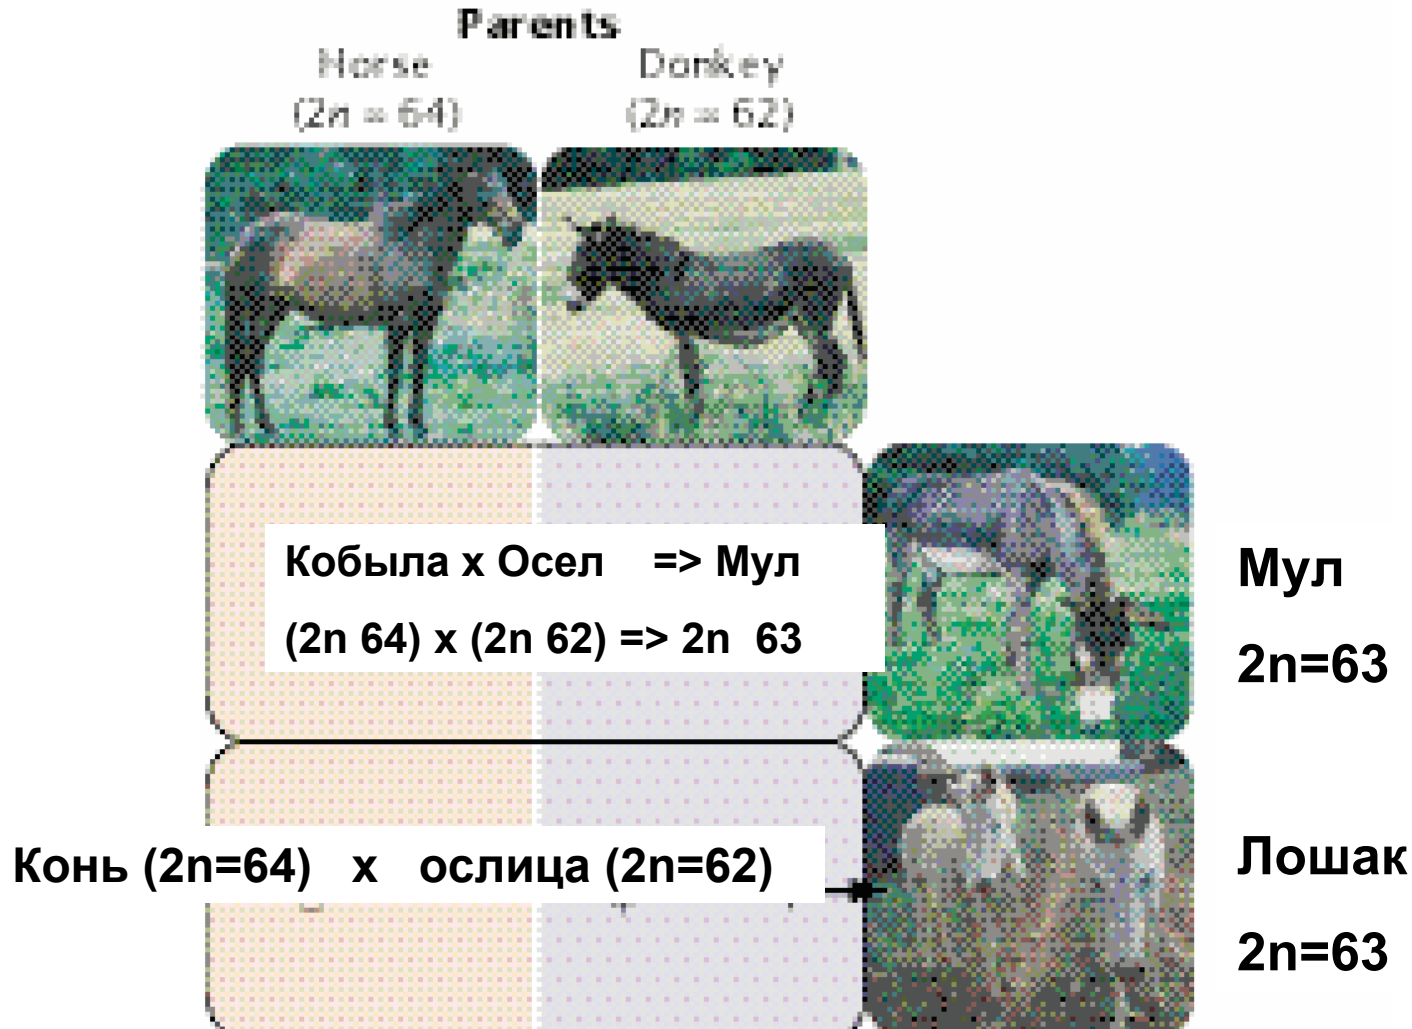 Parents
Horse
(2n = 64)
Donkey
(2n = 62)
Кобыла х Осел => Мул
(2n 64) х (2n 62) => 2n 63
Мул
2n=63
Конь (2n=64) х ослица (2n=62)
Лошак
2n=63